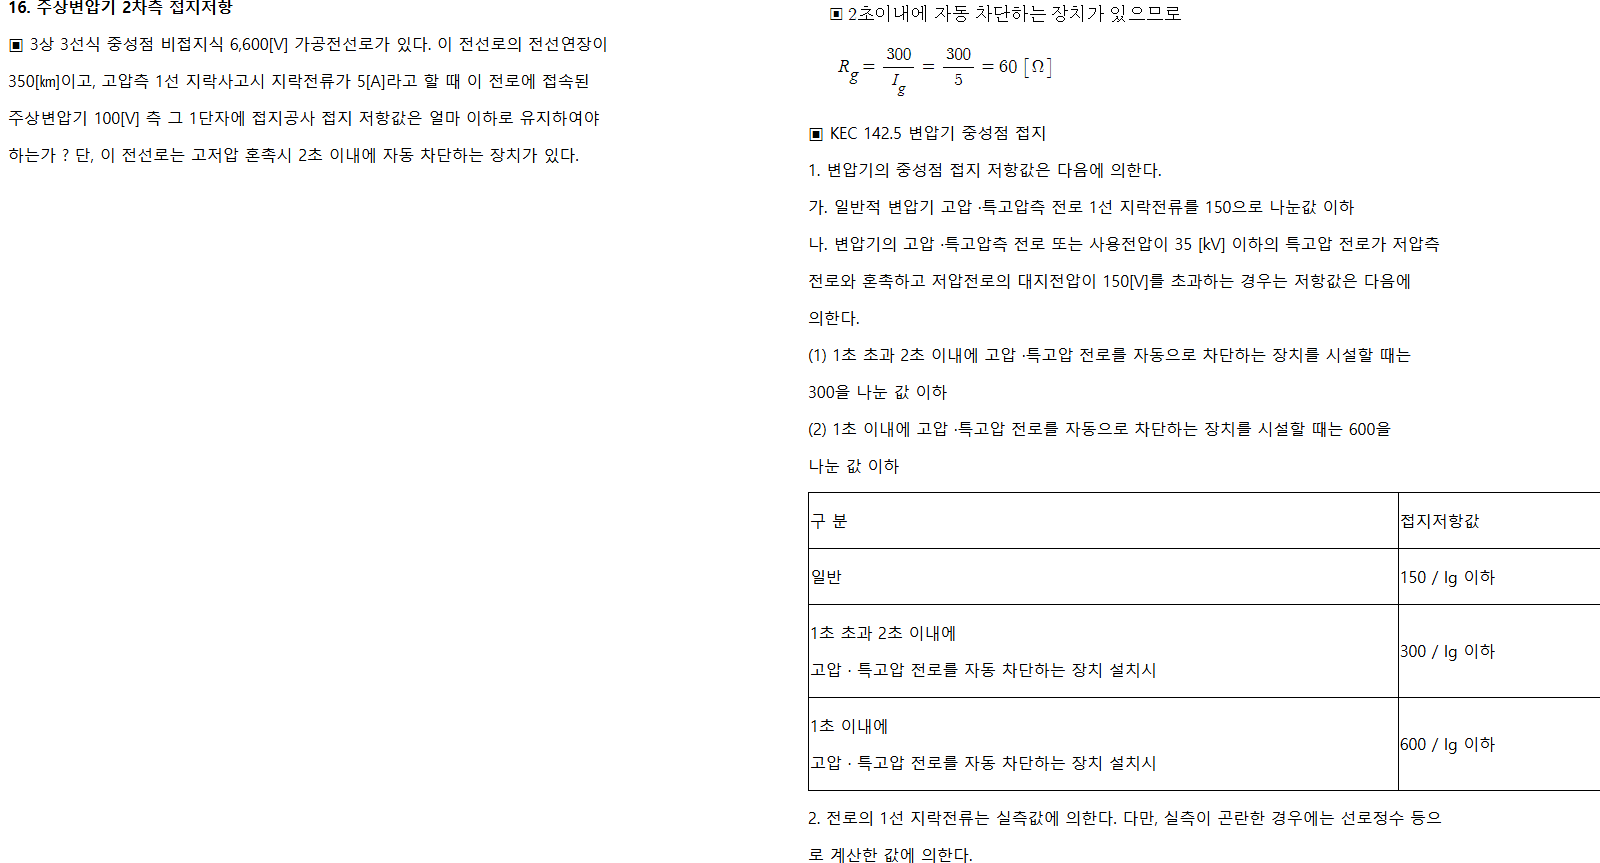 16. 주상변압기 2차측 접지저항
▣ 3상 3선식 중성점 비접지식 6,600[V] 가공전선로가 있다. 이 전선로의 전선연장이
350[㎞]이고, 고압측 1선 지락사고시 지락전류가 5[A]라고 할 때 이 전로에 접속된
주상변압기 100[V] 측 그 1단자에 접지공사 접지 저항값은 얼마 이하로 유지하여야
하는가 ? 단, 이 전선로는 고저압 혼촉시 2초 이내에 자동 차단하는 장치가 있다.
▣ 2초이내에 자동 차단하는 장치가 있으므로
R_g = 300/I_g = 300/5 = 60 [Ω]
▣ KEC 142.5 변압기 중성점 접지
1. 변압기의 중성점 접지 저항값은 다음에 의한다.
가. 일반적 변압기 고압 ·특고압측 전로 1선 지락전류를 150으로 나눈값 이하
나. 변압기의 고압 ·특고압측 전로 또는 사용전압이 35 [kV] 이하의 특고압 전로가 저압측
전로와 혼촉하고 저압전로의 대지전압이 150[V]를 초과하는 경우는 저항값은 다음에
의한다.
(1) 1초 초과 2초 이내에 고압 ·특고압 전로를 자동으로 차단하는 장치를 시설할 때는
300을 나눈 값 이하
(2) 1초 이내에 고압 ·특고압 전로를 자동으로 차단하는 장치를 시설할 때는 600을
나눈 값 이하
구 분 접지저항값
일반 150 / Ig 이하
1초 초과 2초 이내에
고압 · 특고압 전로를 자동 차단하는 장치 설치시 300 / Ig 이하
1초 이내에
고압 · 특고압 전로를 자동 차단하는 장치 설치시 600 / Ig 이하
2. 전로의 1선 지락전류는 실측값에 의한다. 다만, 실측이 곤란한 경우에는 선로정수 등으
로 계산한 값에 의한다.